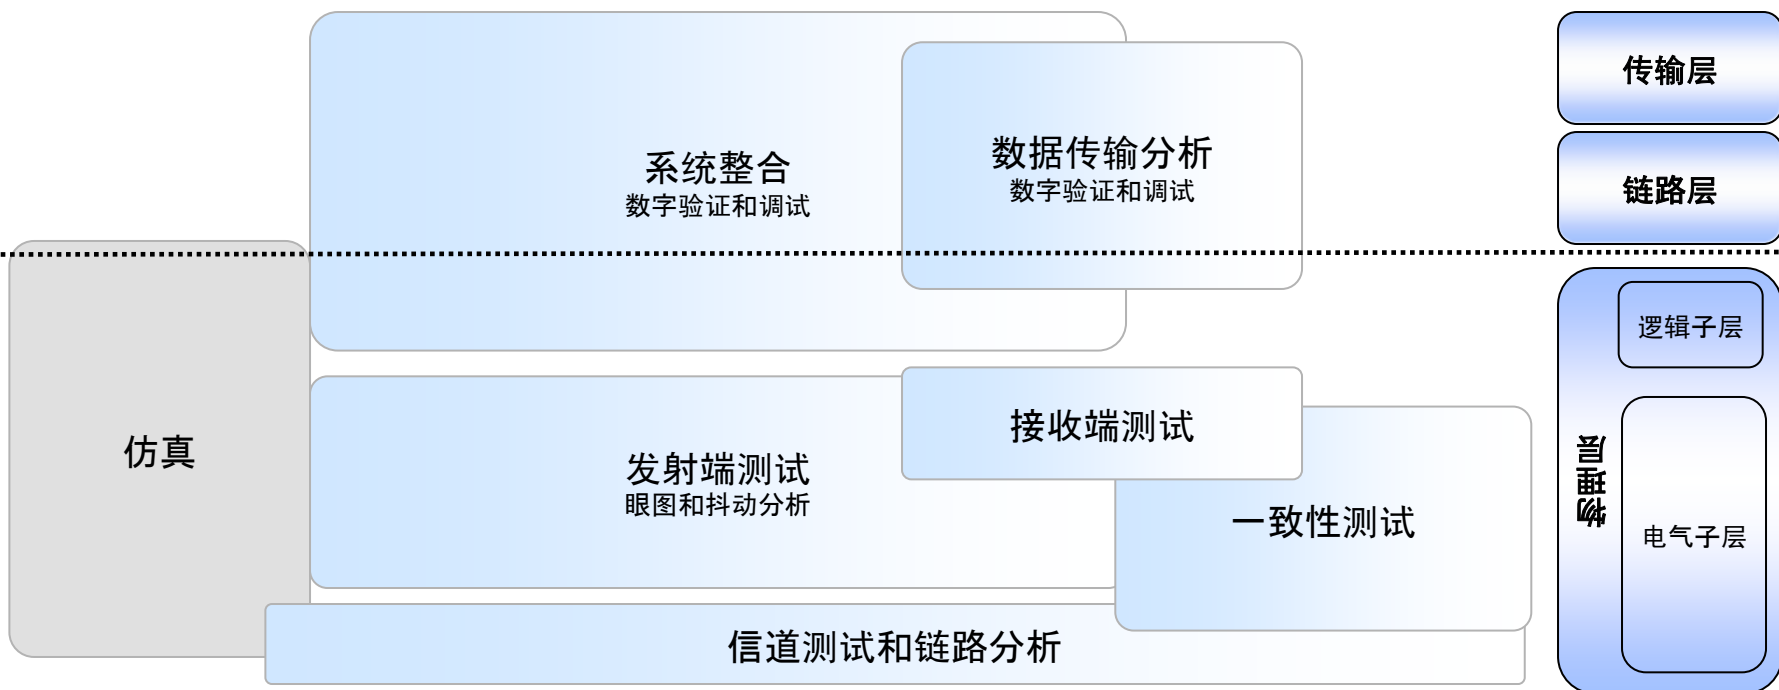 系统整合
数字验证和调试
数据传输分析
数字验证和调试
传输层
链路层
仿真
发射端测试
眼图和抖动分析
接收端测试
一致性测试
信道测试和链路分析
物理层
逻辑子层
电气子层